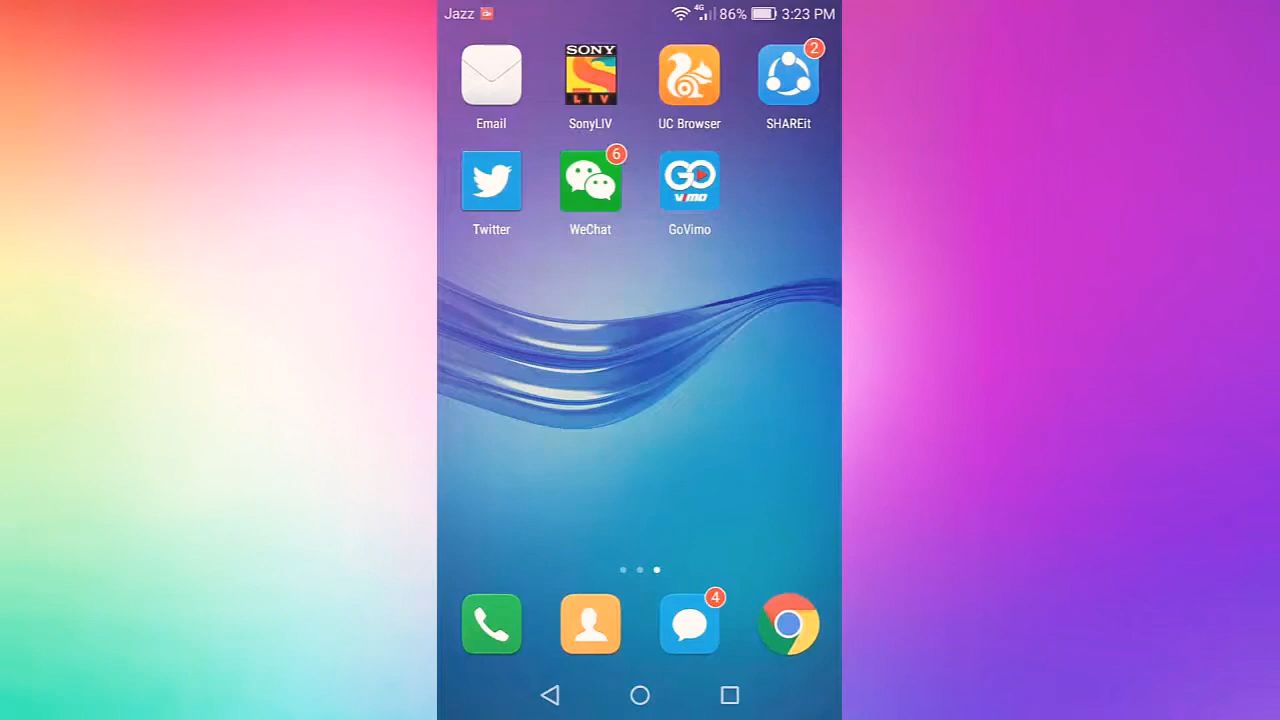 Jazz 4G 86% 3:23 PM
SONY
LIV
2
Email SonyLIV UC Browser SHAREit
6
GO
VIMO
Twitter WeChat GoVimo
4